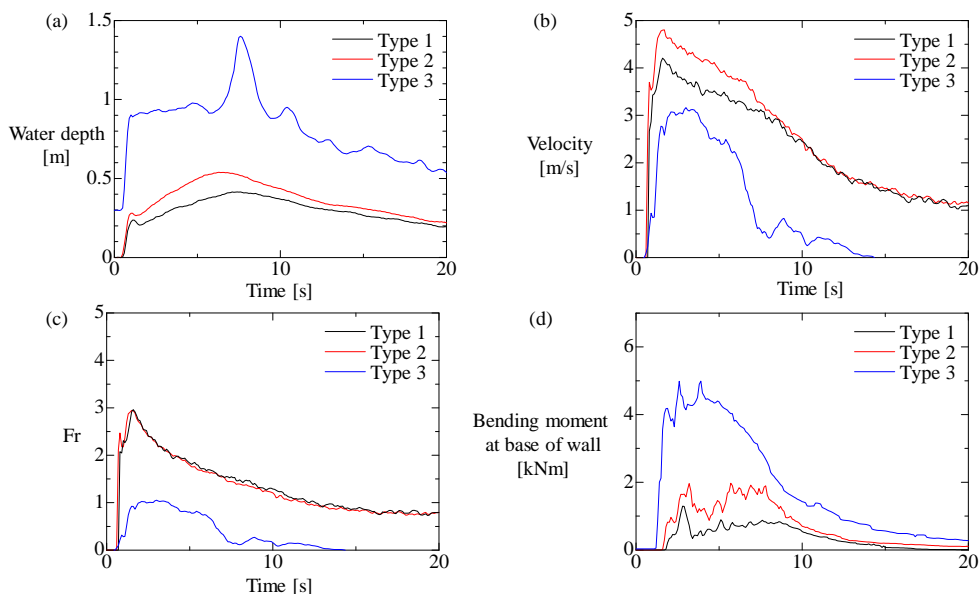 (a)
1.5
Type 1
Type 2
Type 3
1
Water depth
[m]
0.5
0
0
10
20
Time [s]
(b)
5
Type 1
Type 2
Type 3
4
3
Velocity
[m/s]
2
1
0
0
10
20
Time [s]
(c)
5
Type 1
Type 2
Type 3
4
3
Fr
2
1
0
0
10
20
Time [s]
(d)
6
Type 1
Type 2
Type 3
4
Bending moment
at base of wall
[kNm]
2
0
0
10
20